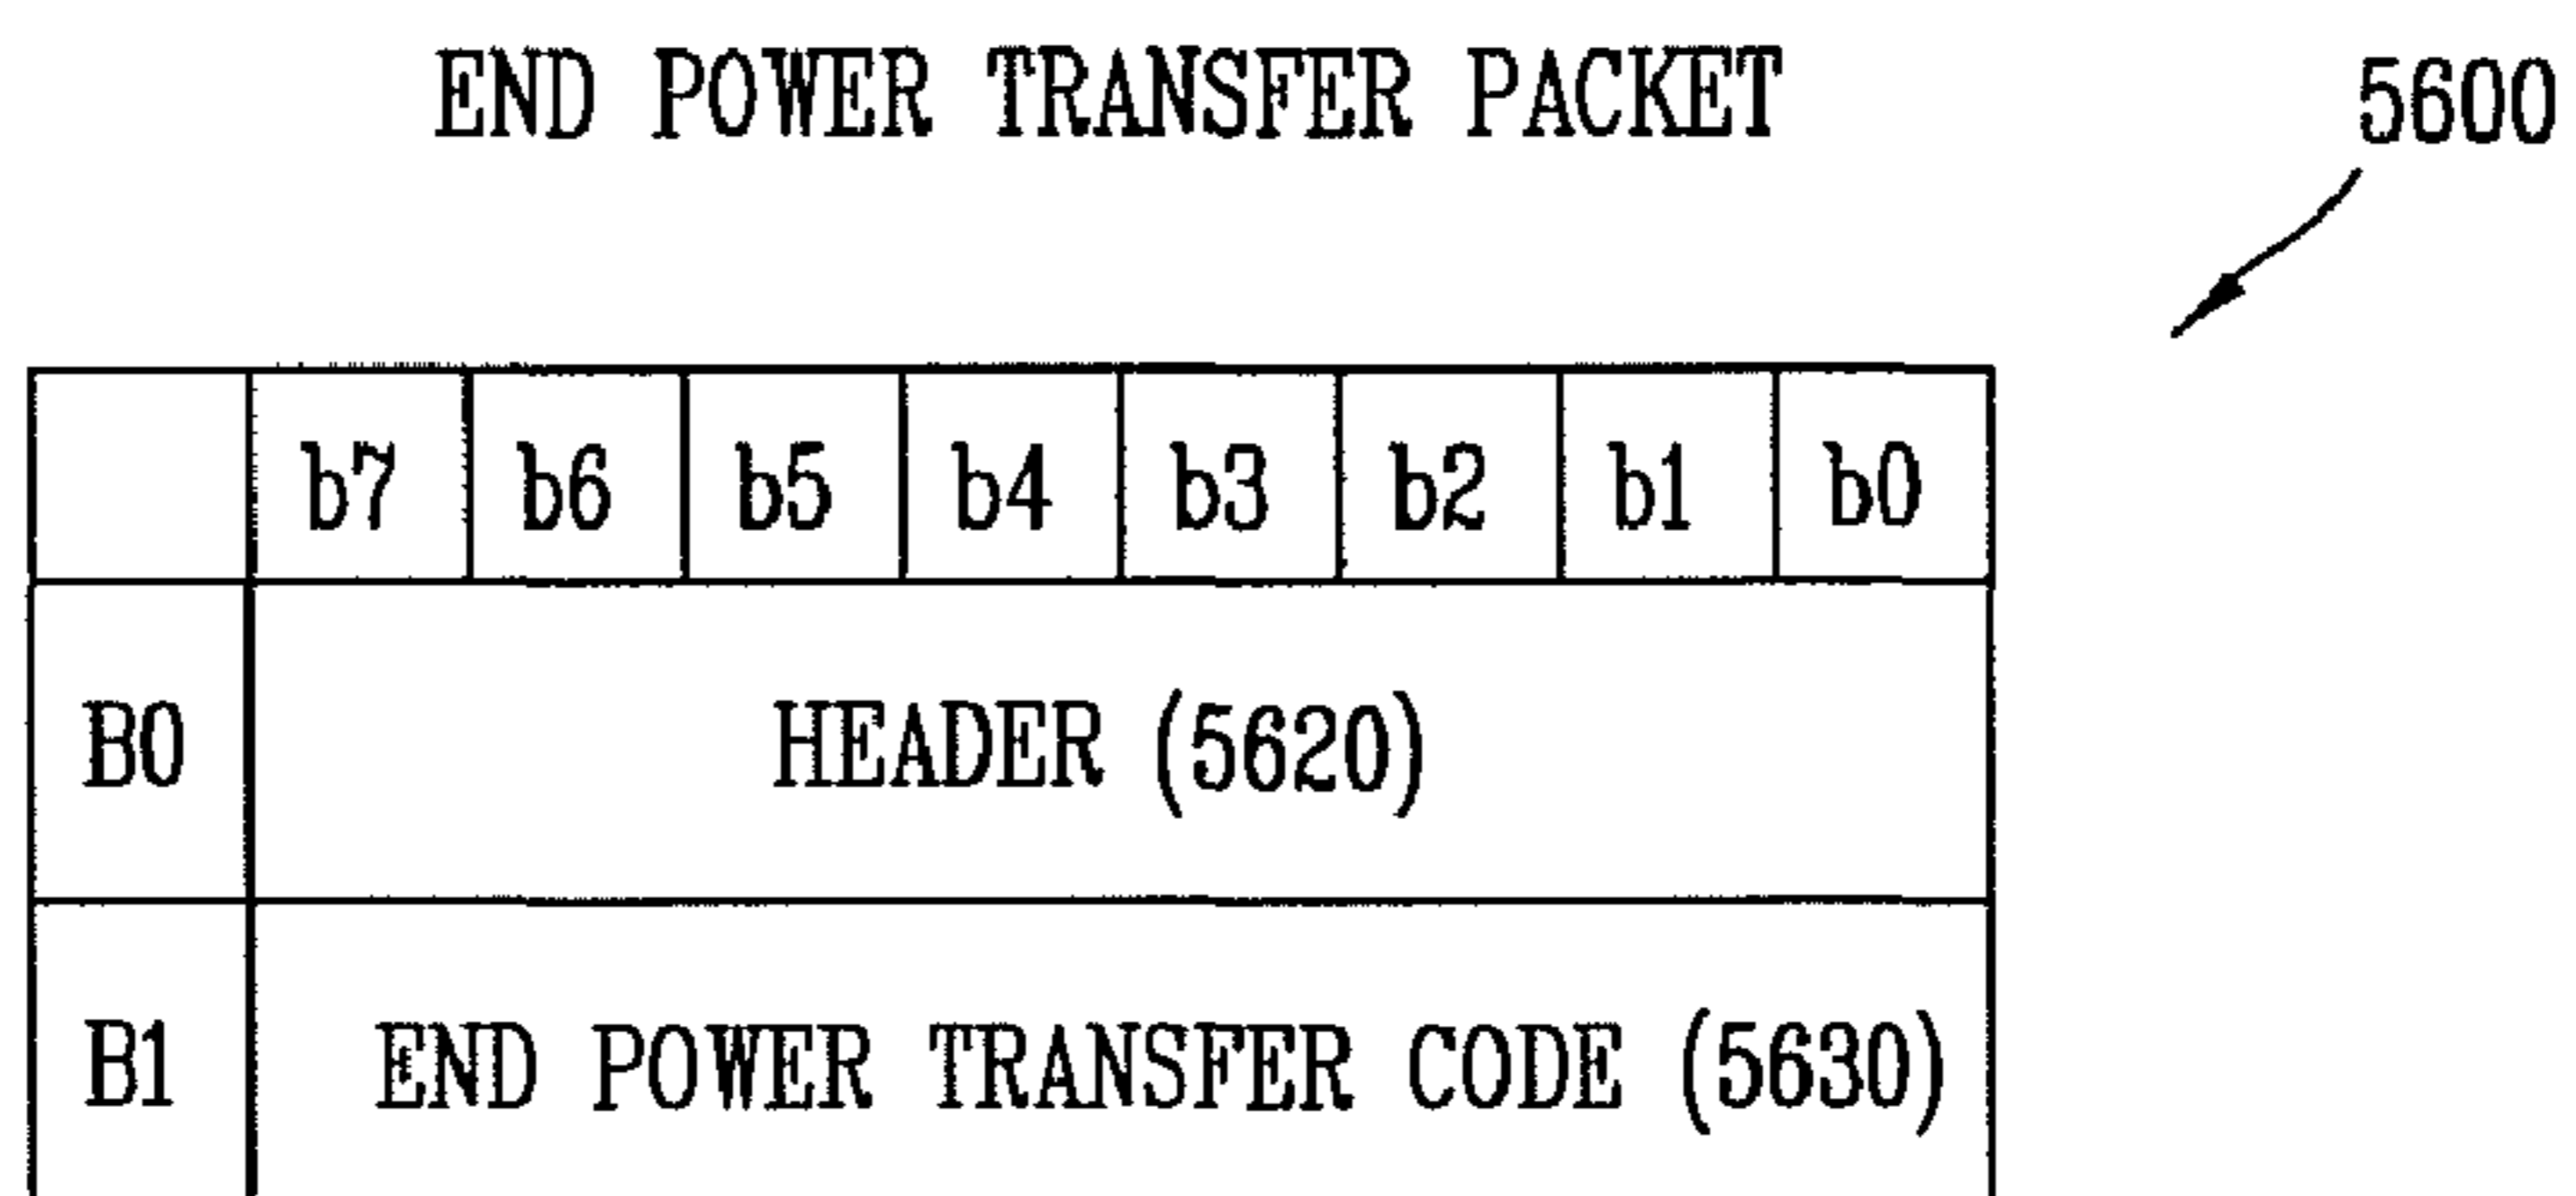 END POWER TRANSFER PACKET
5600
b7 b6 b5 b4 b3 b2 b1 b0
B0 HEADER (5620)
B1 END POWER TRANSFER CODE (5630)